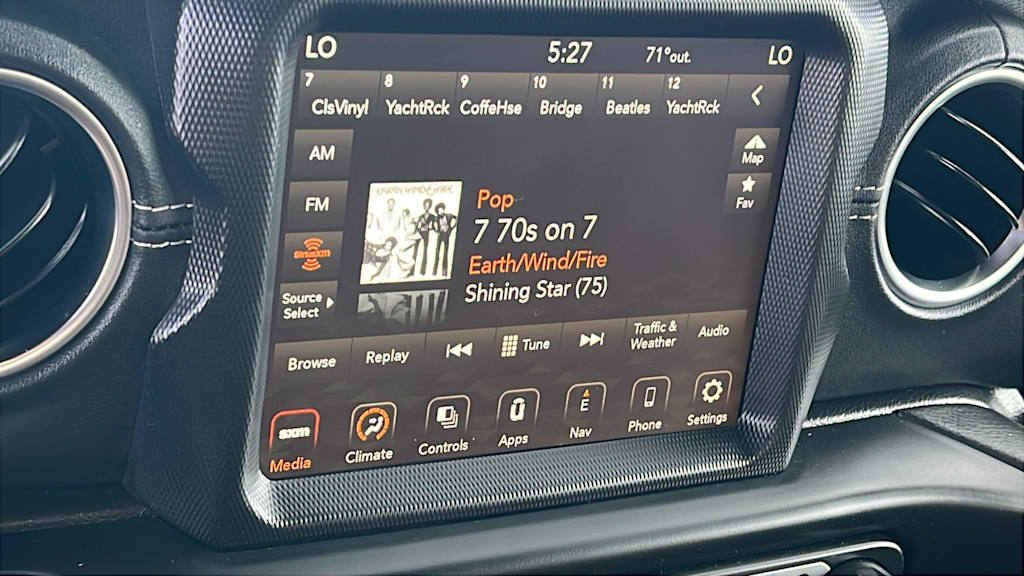 LO 5:27 71°out. LO
7 8 9 10 11 12
ClsVinyl YachtRck CoffeHse Bridge Beatles YachtRck
AM
Map
FM
Fav
EARTH, WIND & FIRE
Pop
7 70s on 7
SIRIUSXM
Earth/Wind/Fire
Shining Star (75)
Source
Select
Browse Replay Tune Traffic &
Weather Audio
sxm
E
Media Climate Controls Apps Nav Phone Settings